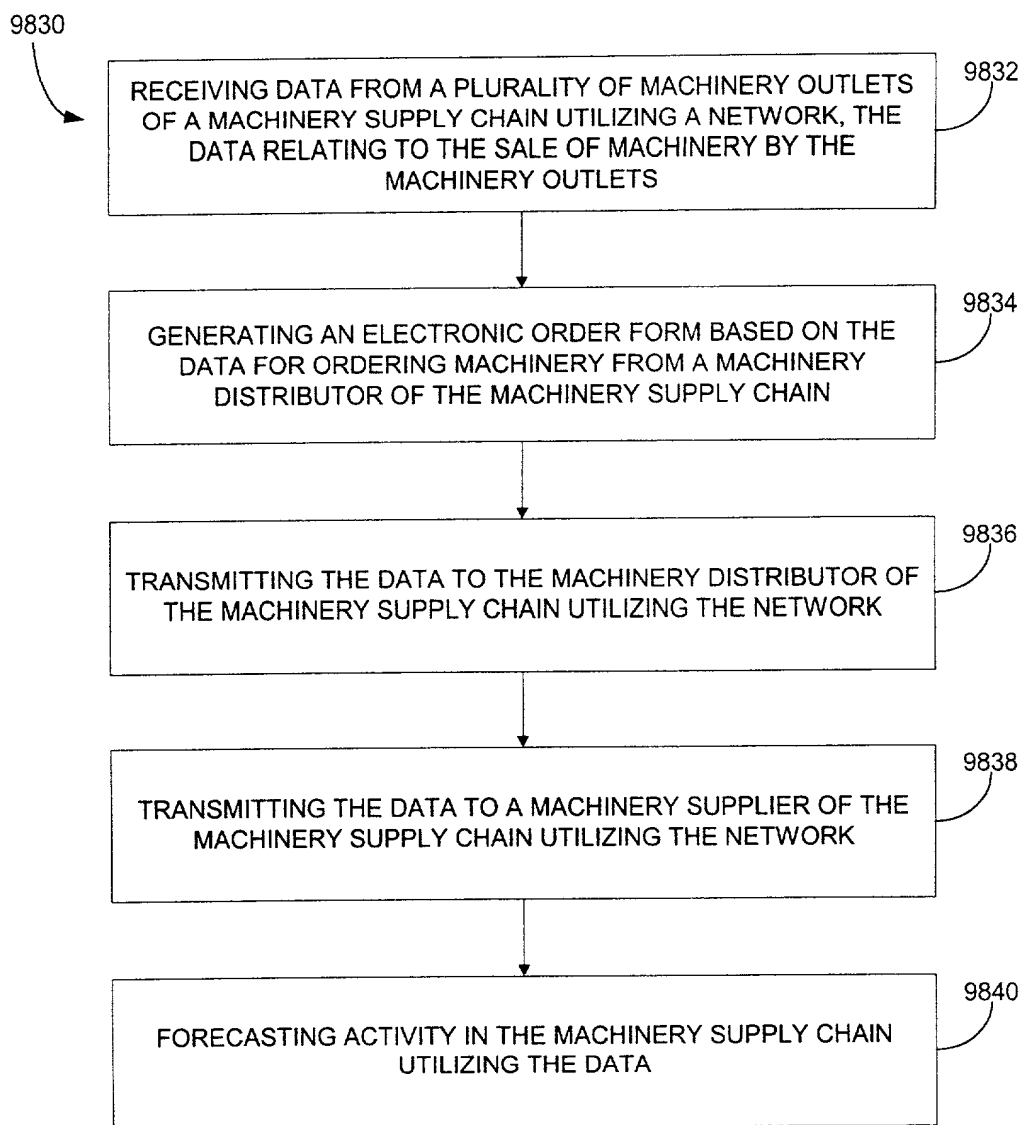 9830
9832
RECEIVING DATA FROM A PLURALITY OF MACHINERY OUTLETS
OF A MACHINERY SUPPLY CHAIN UTILIZING A NETWORK, THE
DATA RELATING TO THE SALE OF MACHINERY BY THE
MACHINERY OUTLETS
9834
GENERATING AN ELECTRONIC ORDER FORM BASED ON THE
DATA FOR ORDERING MACHINERY FROM A MACHINERY
DISTRIBUTOR OF THE MACHINERY SUPPLY CHAIN
9836
TRANSMITTING THE DATA TO THE MACHINERY DISTRIBUTOR OF
THE MACHINERY SUPPLY CHAIN UTILIZING THE NETWORK
9838
TRANSMITTING THE DATA TO A MACHINERY SUPPLIER OF THE
MACHINERY SUPPLY CHAIN UTILIZING THE NETWORK
9840
FORECASTING ACTIVITY IN THE MACHINERY SUPPLY CHAIN
UTILIZING THE DATA